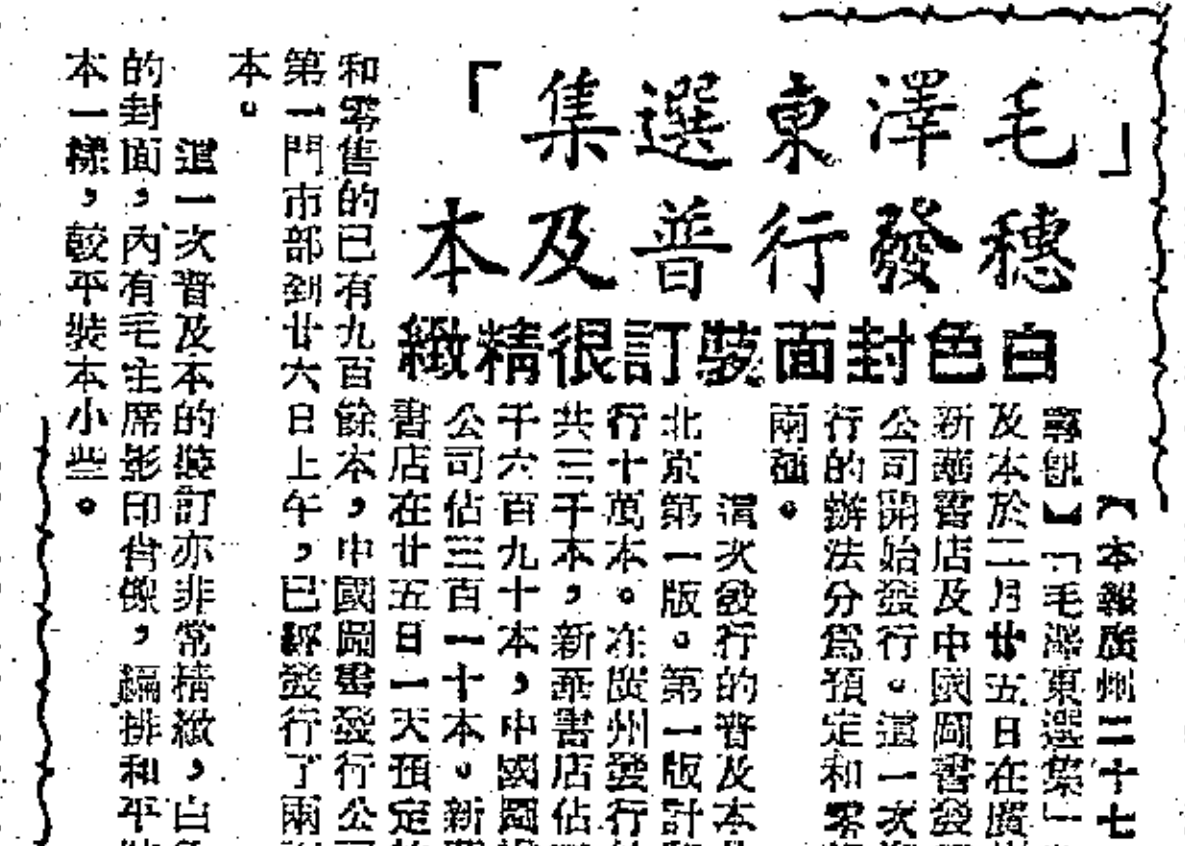 「毛澤東選集」
穗發行普及本
白色封面裝訂很精緻
【本報廣州二十七
專訊】「毛澤東選集」
及本於二月廿五日在廣
新華書店及中國圖書發
公司開始發行。這一次
行的辦法分爲預定和零
兩種。
這次發行的普及本
北京第一版。第一版計
行十萬本。在廣州發行
共三千本,新華書店佔
千六百九十本,中國圖
公司佔三百一十本。新
書店在廿五日一天預定
和零售的已有九百餘本,中國圖書發行公
第一門市部到廿六日上午,已經發行了兩
本。
這一次普及本的裝訂亦非常精緻,白
的封面,內有毛主席影印肖像,編排和平
本一樣,較平裝本小些。